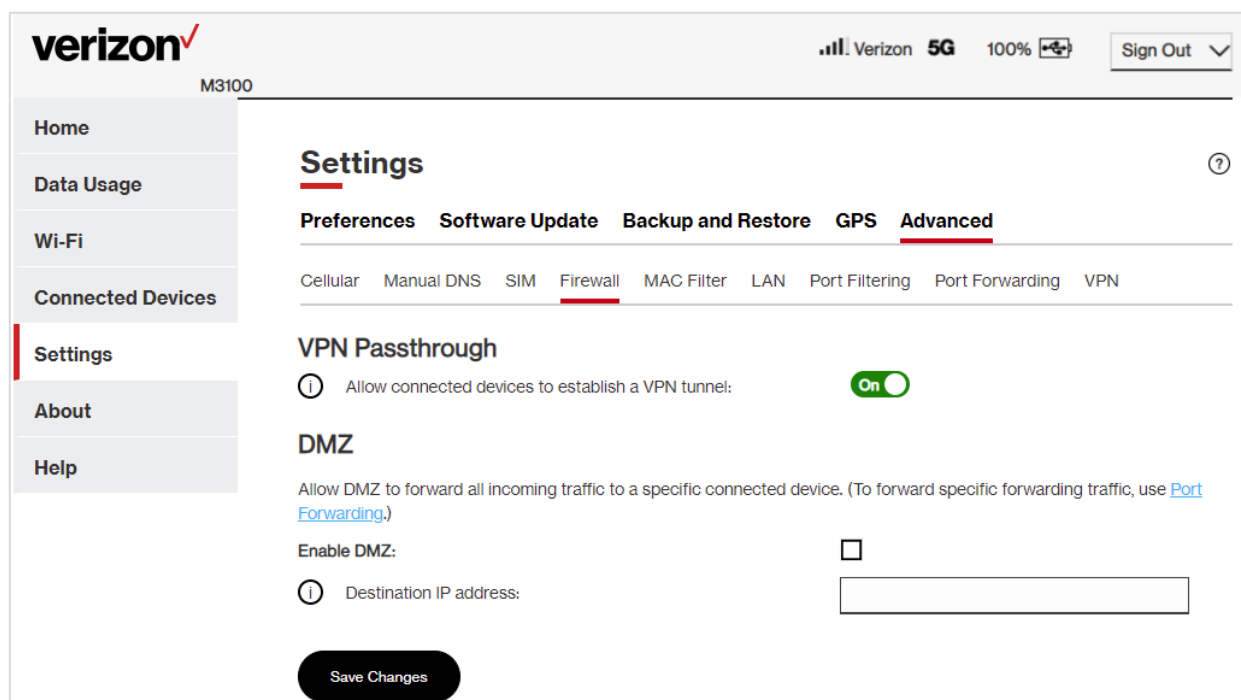 verizon
Verizon 5G 100% Sign Out
M3100
Home
Data Usage
Wi-Fi
Connected Devices
Settings
About
Help
Settings
?
Preferences Software Update Backup and Restore GPS Advanced
Cellular Manual DNS SIM Firewall MAC Filter LAN Port Filtering Port Forwarding VPN
VPN Passthrough
i Allow connected devices to establish a VPN tunnel: On
DMZ
Allow DMZ to forward all incoming traffic to a specific connected device. (To forward specific forwarding traffic, use Port
Forwarding.)
Enable DMZ:
i Destination IP address:
Save Changes